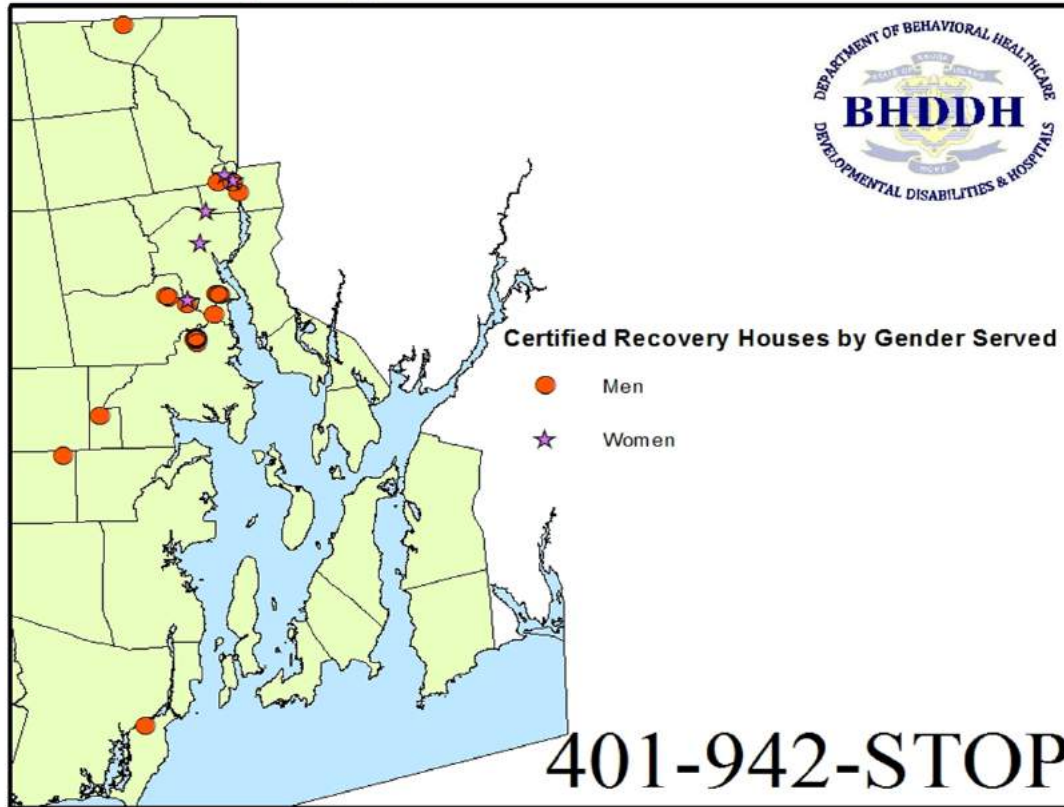 DEPARTMENT OF BEHAVIORAL HEALTHCARE
BHDDH
HOPE
DEVELOPMENTAL DISABILITIES & HOSPITALS
Certified Recovery Houses by Gender Served
Men
Women
401-942-STOP